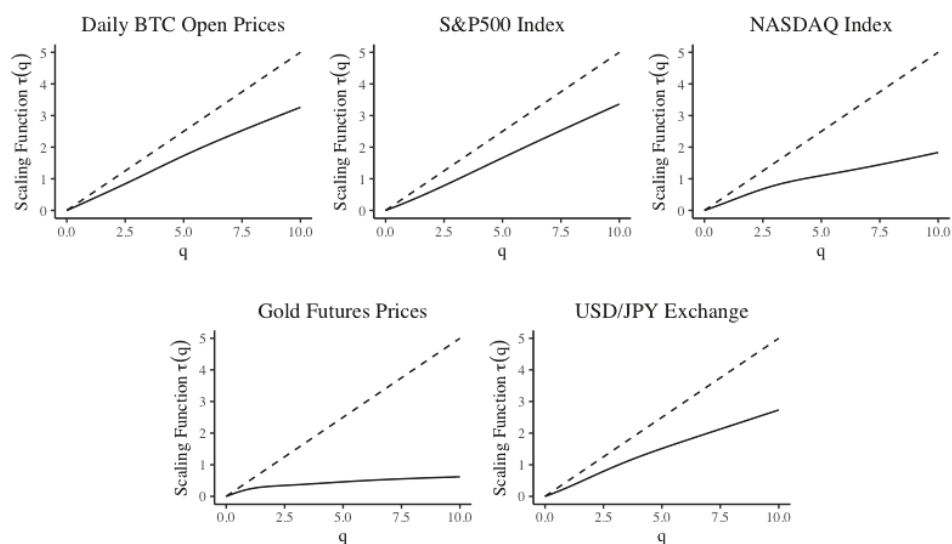 Daily BTC Open Prices
Scaling Function τ(q)
5
4
3
2
1
0
0.0 2.5 5.0 7.5 10.0
q
S&P500 Index
Scaling Function τ(q)
5
4
3
2
1
0
0.0 2.5 5.0 7.5 10.0
q
NASDAQ Index
Scaling Function τ(q)
5
4
3
2
1
0
0.0 2.5 5.0 7.5 10.0
q
Gold Futures Prices
Scaling Function τ(q)
5
4
3
2
1
0
0.0 2.5 5.0 7.5 10.0
q
USD/JPY Exchange
Scaling Function τ(q)
5
4
3
2
1
0
0.0 2.5 5.0 7.5 10.0
q